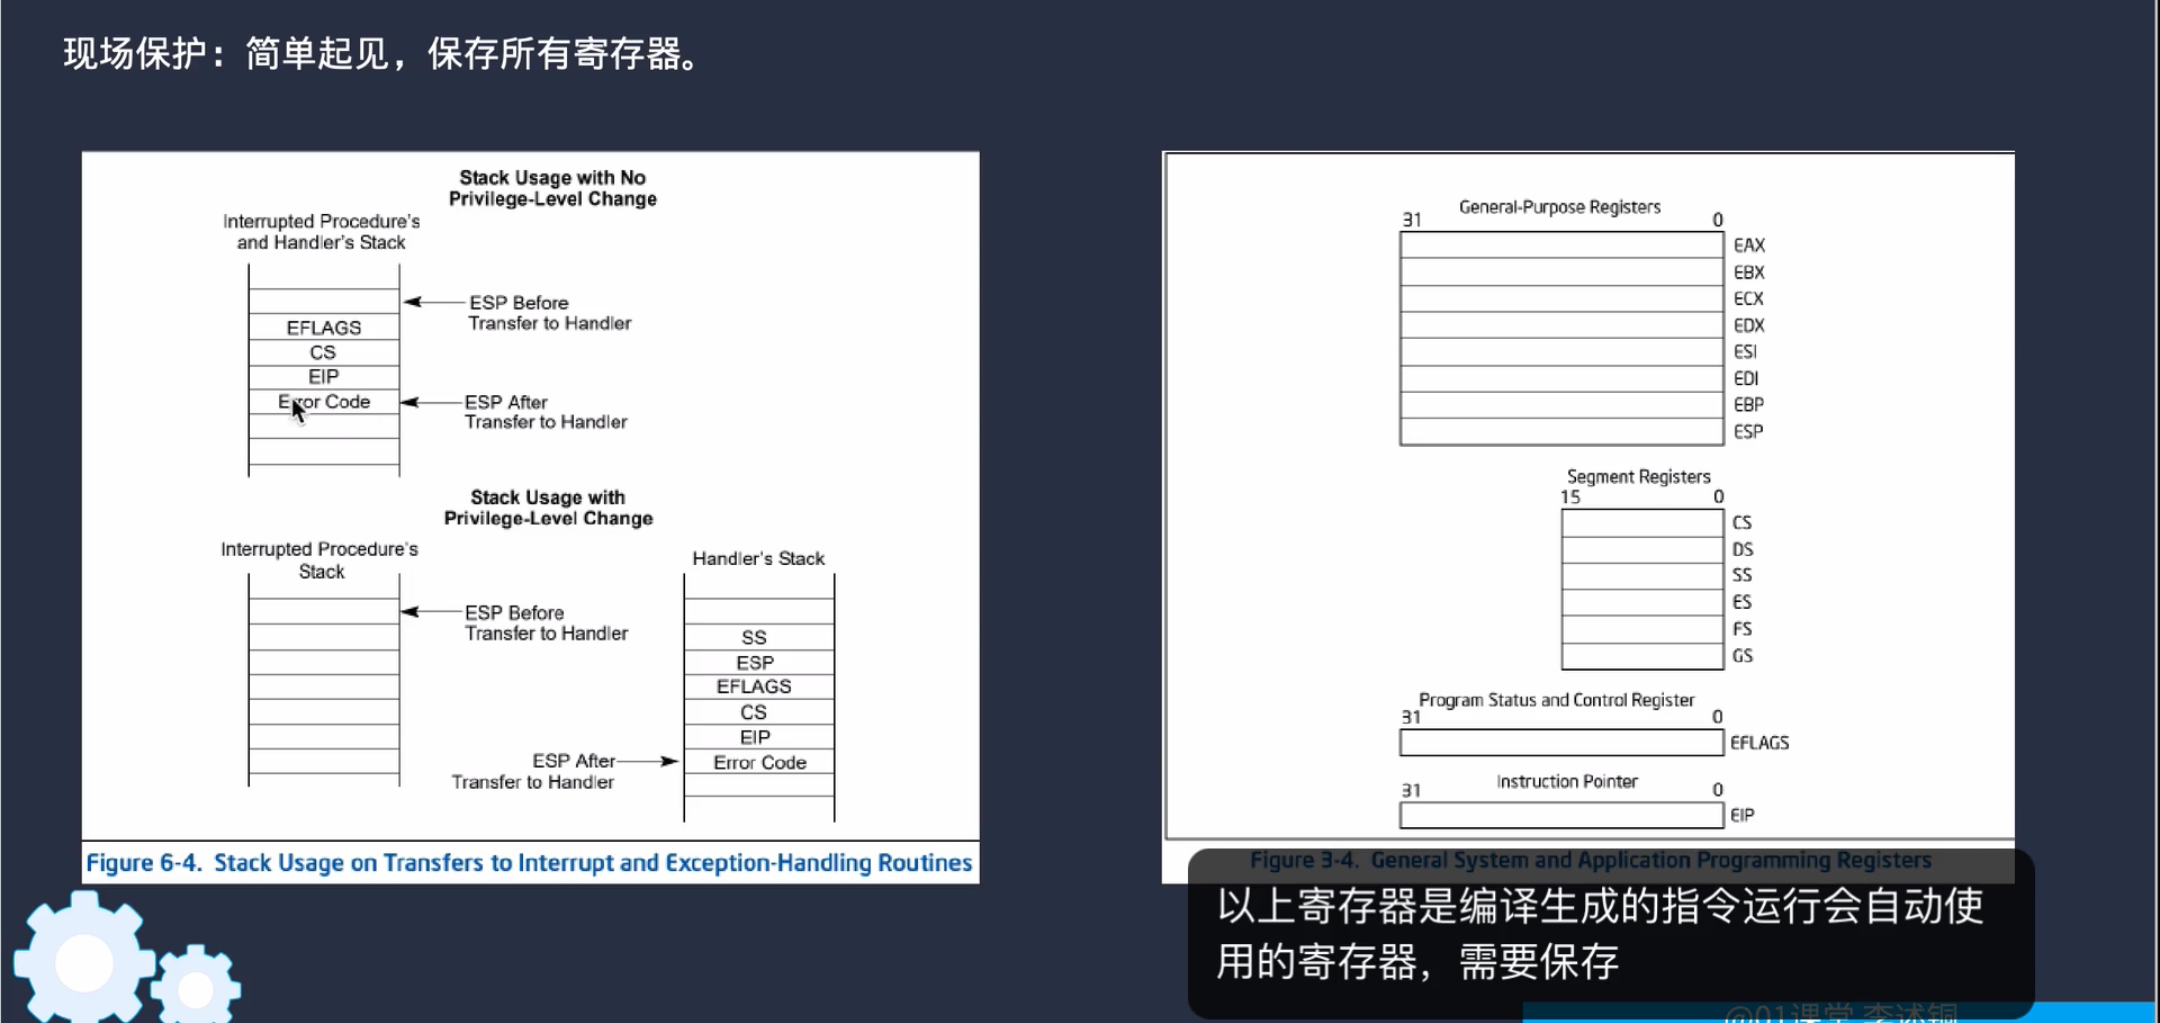 现场保护：简单起见，保存所有寄存器。
Stack Usage with No
Privilege-Level Change
Interrupted Procedure's
and Handler's Stack
ESP Before
Transfer to Handler
EFLAGS
CS
EIP
Error Code
ESP After
Transfer to Handler
Stack Usage with
Privilege-Level Change
Interrupted Procedure's
Stack
Handler's Stack
ESP Before
Transfer to Handler
SS
ESP
EFLAGS
CS
EIP
Error Code
ESP After
Transfer to Handler
Figure 6-4. Stack Usage on Transfers to Interrupt and Exception-Handling Routines
General-Purpose Registers
31 0
EAX
EBX
ECX
EDX
ESI
EDI
EBP
ESP
Segment Registers
15 0
CS
DS
SS
ES
FS
GS
Program Status and Control Register
31 0
EFLAGS
Instruction Pointer
31 0
EIP
Figure 3-4. General System and Application Programming Registers
以上寄存器是编译生成的指令运行会自动使
用的寄存器，需要保存
@01课堂 李述铜